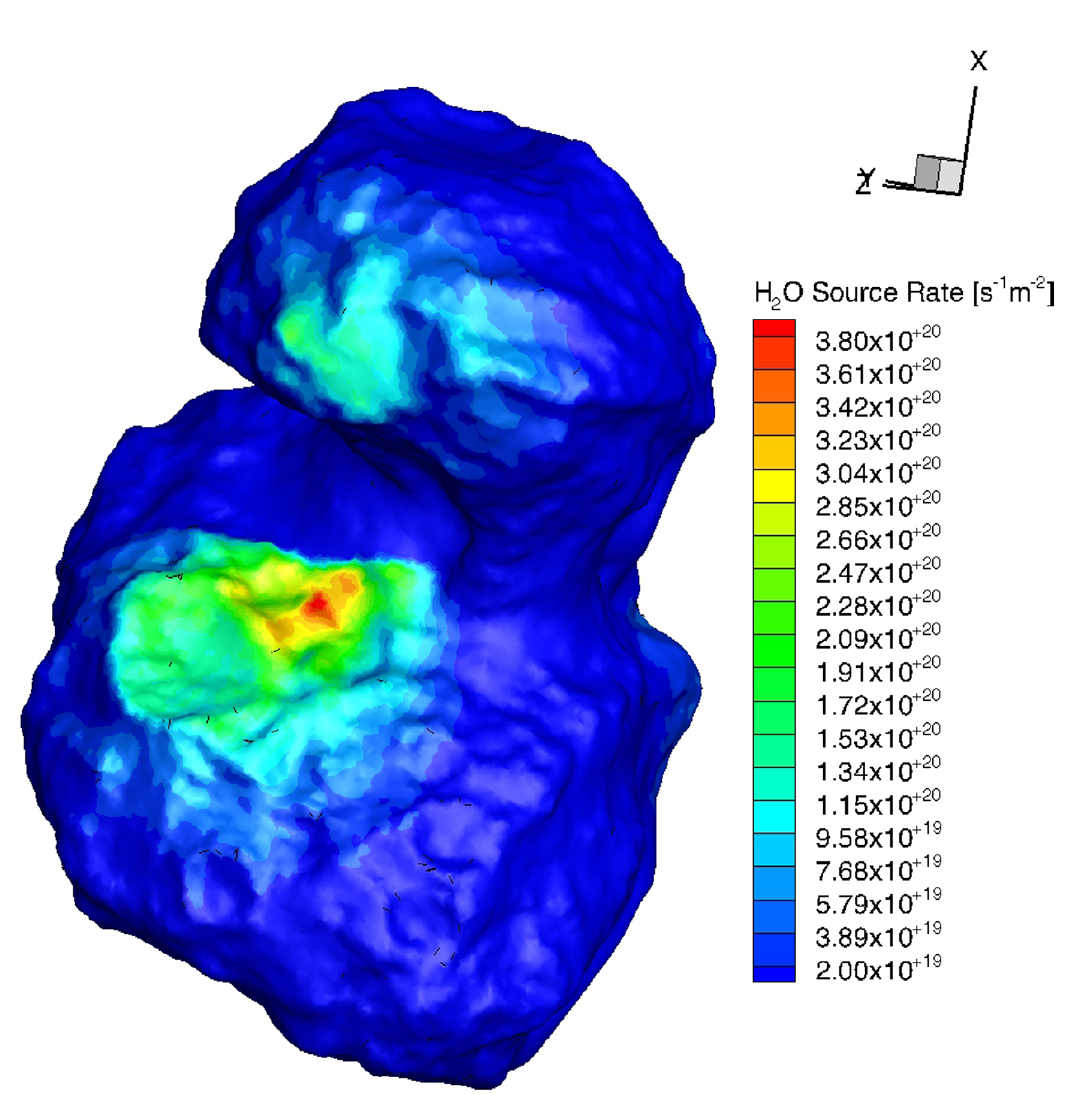 X
Y
Z
H₂O Source Rate [s⁻¹m⁻²]
3.80x10⁺²⁰
3.61x10⁺²⁰
3.42x10⁺²⁰
3.23x10⁺²⁰
3.04x10⁺²⁰
2.85x10⁺²⁰
2.66x10⁺²⁰
2.47x10⁺²⁰
2.28x10⁺²⁰
2.09x10⁺²⁰
1.91x10⁺²⁰
1.72x10⁺²⁰
1.53x10⁺²⁰
1.34x10⁺²⁰
1.15x10⁺²⁰
9.58x10⁺¹⁹
7.68x10⁺¹⁹
5.79x10⁺¹⁹
3.89x10⁺¹⁹
2.00x10⁺¹⁹